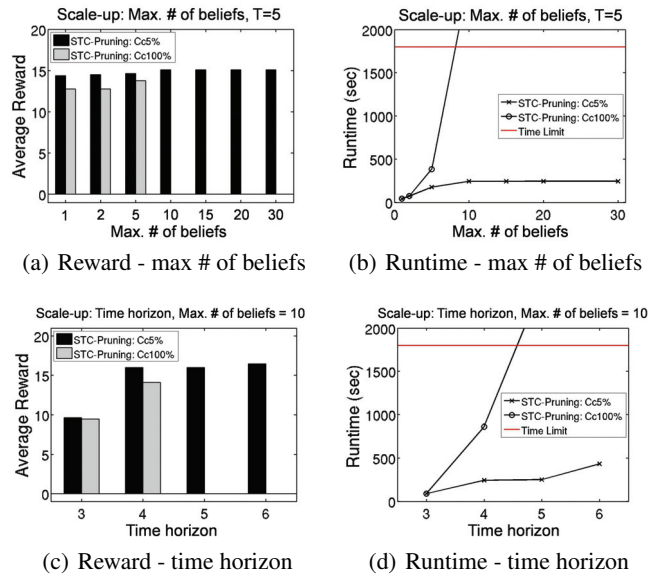 Scale-up: Max. # of beliefs, T=5
STC-Pruning: Cc5%
STC-Pruning: Cc100%
Average Reward
20
15
10
5
0
1 2 5 10 15 20 30
Max. # of beliefs
(a) Reward - max # of beliefs
Scale-up: Max. # of beliefs, T=5
Runtime (sec)
2000
1500
1000
500
0
STC-Pruning: Cc5%
STC-Pruning: Cc100%
Time Limit
0 10 20 30
Max. # of beliefs
(b) Runtime - max # of beliefs
Scale-up: Time horizon, Max. # of beliefs = 10
STC-Pruning: Cc5%
STC-Pruning: Cc100%
Average Reward
20
15
10
5
0
3 4 5 6
Time horizon
(c) Reward - time horizon
Scale-up: Time horizon, Max. # of beliefs = 10
Runtime (sec)
2000
1500
1000
500
0
STC-Pruning: Cc5%
STC-Pruning: Cc100%
Time Limit
3 4 5 6
Time horizon
(d) Runtime - time horizon